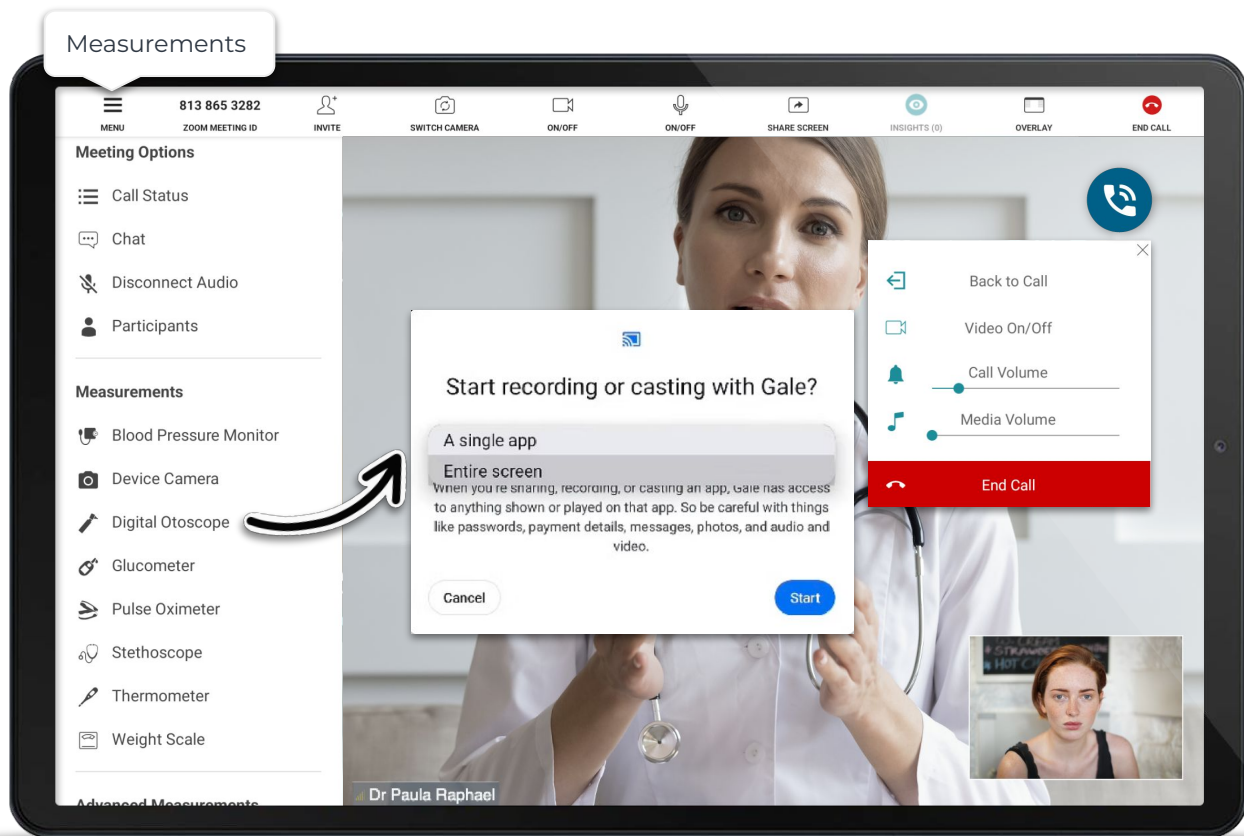 Measurements
813 865 3282
MENU
ZOOM MEETING ID
INVITE
SWITCH CAMERA
ON/OFF
ON/OFF
SHARE SCREEN
INSIGHTS (0)
OVERLAY
END CALL
Meeting Options
Call Status
Chat
Disconnect Audio
Participants
Measurements
Blood Pressure Monitor
Device Camera
Digital Otoscope
Glucometer
Pulse Oximeter
Stethoscope
Thermometer
Weight Scale
Advanced Measurements
Start recording or casting with Gale?
A single app
Entire screen
When you're sharing, recording, or casting an app, Gale has access
to anything shown or played on that app. So be careful with things
like passwords, payment details, messages, photos, and audio and
video.
Cancel
Start
Back to Call
Video On/Off
Call Volume
Media Volume
End Call
ICE CREAM
HOT
Dr Paula Raphael